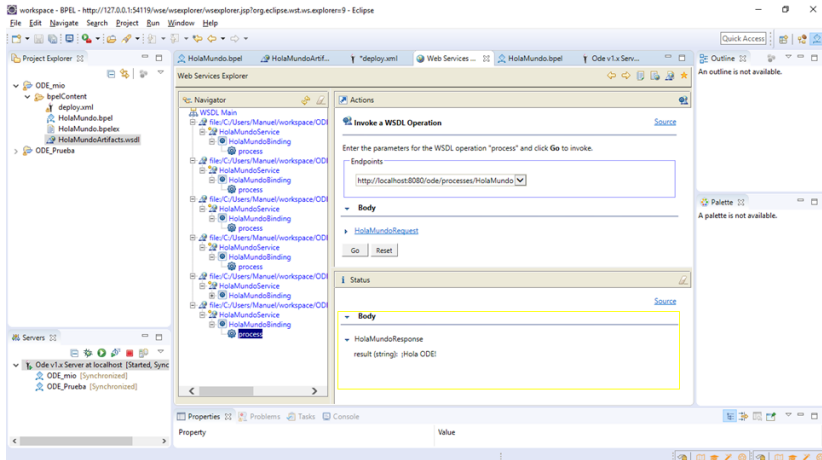 workspace - BPEL - http://127.0.0.1:54119/wse/wsexplorer/wsexplorer.jsp?org.eclipse.wst.ws.explorer=9 - Eclipse
File Edit Navigate Search Project Run Window Help
Quick Access
Project Explorer
ODE_mio
bpelContent
deploy.xml
HolaMundo.bpel
HolaMundo.bpelex
HolaMundoArtifacts.wsdl
ODE_Prueba
Servers
Ode v1.x Server at localhost [Started, Sync
ODE_mio [Synchronized]
ODE_Prueba [Synchronized]
HolaMundo.bpel
HolaMundoArtif...
*deploy.xml
Web Services ...
HolaMundo.bpel
Ode v1.x Serv...
Web Services Explorer
Navigator
WSDL Main
file:/C:/Users/Manuel/workspace/ODI
HolaMundoService
HolaMundoBinding
process
file:/C:/Users/Manuel/workspace/ODI
HolaMundoService
HolaMundoBinding
process
file:/C:/Users/Manuel/workspace/ODI
HolaMundoService
HolaMundoBinding
process
file:/C:/Users/Manuel/workspace/ODI
HolaMundoService
HolaMundoBinding
process
file:/C:/Users/Manuel/workspace/ODI
HolaMundoService
HolaMundoBinding
file:/C:/Users/Manuel/workspace/ODI
HolaMundoService
HolaMundoBinding
process
Actions
Invoke a WSDL Operation
Source
Enter the parameters for the WSDL operation "process" and click Go to invoke.
Endpoints
http://localhost:8080/ode/processes/HolaMundo
Body
HolaMundoRequest
Go
Reset
Status
Source
Body
HolaMundoResponse
result (string): ¡Hola ODE!
Outline
An outline is not available.
Palette
A palette is not available.
Properties
Problems
Tasks
Console
Property
Value